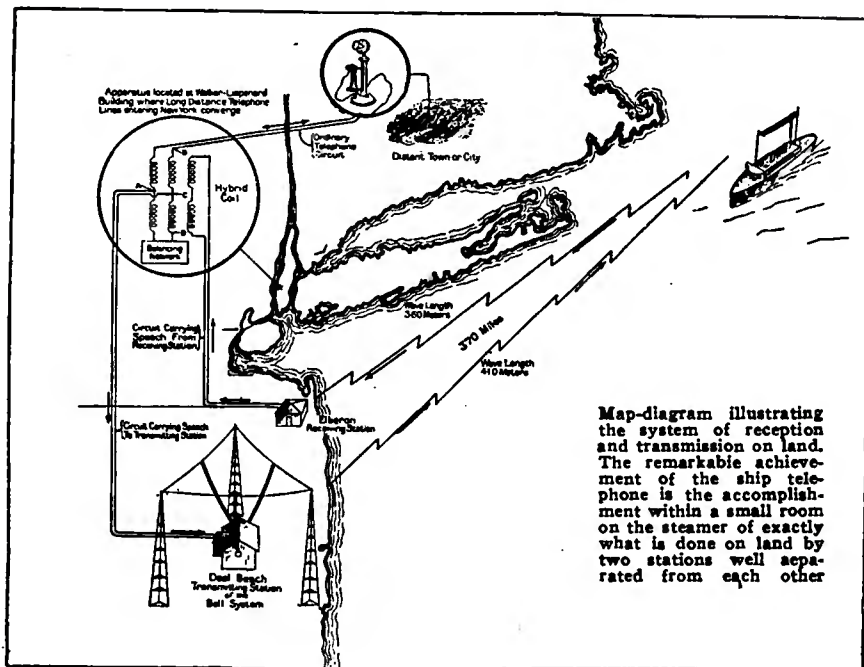 Apparatus located at Walker-Lispenard
Building where Long Distance Telephone
Lines entering New York converge
Ordinary
Telephone
Circuit
Distant Town or City
Hybrid
Coil
Balancing
Network
Wave Length
360 Meters
370 Miles
Wave Length
410 Meters
Circuit Carrying
Speech From
Receiving Station
Elberon
Receiving Station
Circuit Carrying Speech
To Transmitting Station
Deal Beach
Transmitting Station
of the
Bell System
Map-diagram illustrating
the system of reception
and transmission on land.
The remarkable achieve-
ment of the ship tele-
phone is the accomplish-
ment within a small room
on the steamer of exactly
what is done on land by
two stations well aepa-
rated from each other